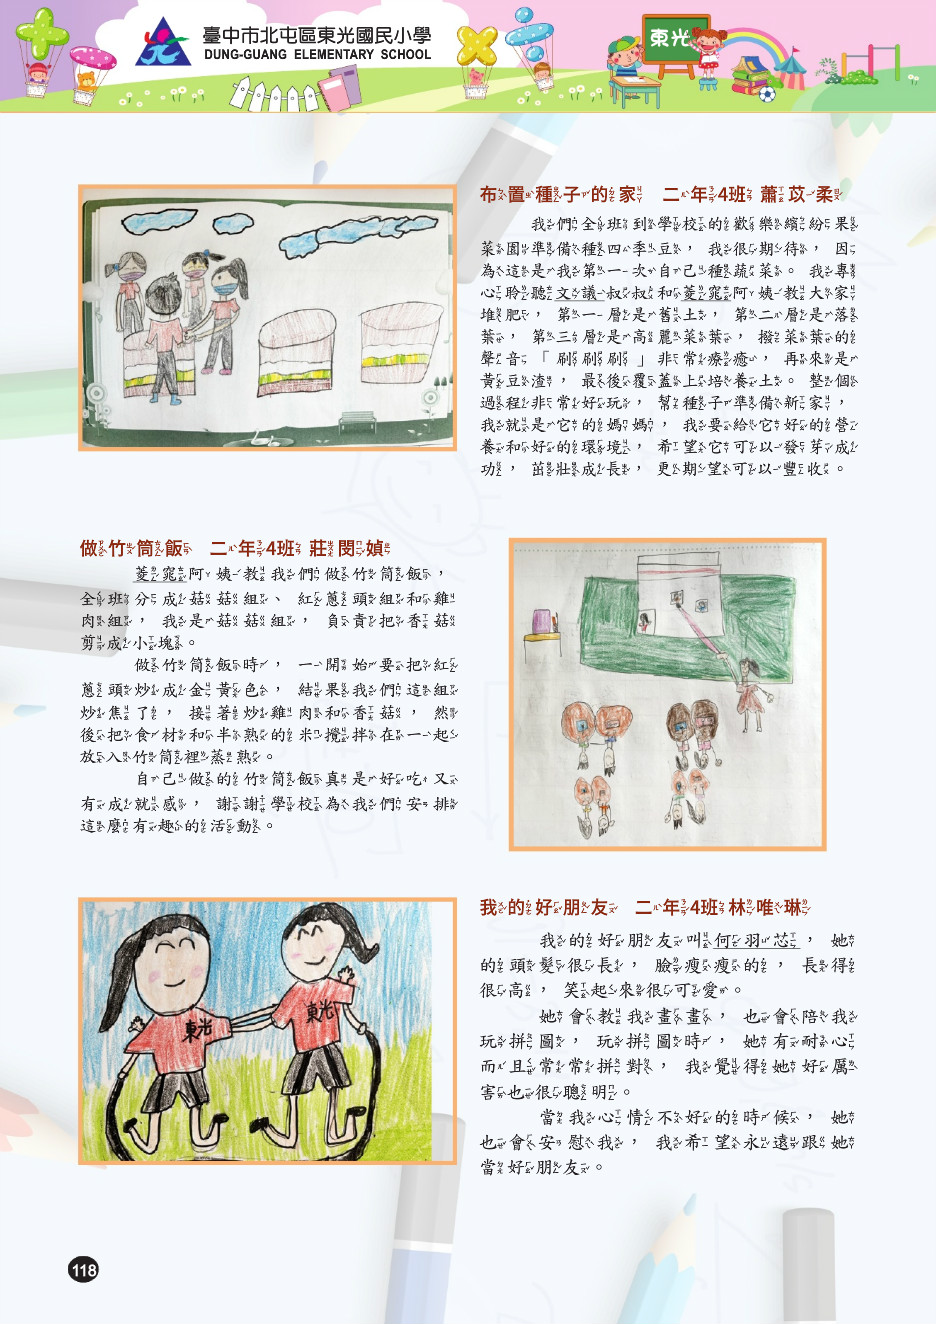 臺中市北屯區東光國民小學
DUNG-GUANG ELEMENTARY SCHOOL
東光
布置種子的家 二年4班 蕭苡柔
我們全班到學校的歡樂繽紛果
菜園準備種四季豆，我很期待，因
為這是我第一次自己種蔬菜。我專
心聆聽文議叔叔和菱窕阿姨教大家
堆肥，第一層是舊土，第二層是落
葉，第三層是高麗菜葉，撥菜葉的
聲音「刷刷刷」非常療癒，再來是
黃豆渣，最後覆蓋上培養土。整個
過程非常好玩，幫種子準備新家，
我就是它的媽媽，我要給它好的營
養和好的環境，希望它可以發芽成
功，茁壯成長，更期望可以豐收。
做竹筒飯 二年4班 莊閔媜
菱窕阿姨教我們做竹筒飯，
全班分成菇菇組、紅蔥頭組和雞
肉組，我是菇菇組，負責把香菇
剪成小塊。
做竹筒飯時，一開始要把紅
蔥頭炒成金黃色，結果我們這組
炒焦了，接著炒雞肉和香菇，然
後把食材和半熟的米攪拌在一起
放入竹筒裡蒸熟。
自己做的竹筒飯真是好吃又
有成就感，謝謝學校為我們安排
這麼有趣的活動。
我的好朋友 二年4班 林唯琳
我的好朋友叫何羽芯，她
的頭髮很長，臉瘦瘦的，長得
很高，笑起來很可愛。
她會教我畫畫，也會陪我
玩拼圖，玩拼圖時，她有耐心
而且常常拼對，我覺得她好厲
害也很聰明。
當我心情不好的時候，她
也會安慰我，我希望永遠跟她
當好朋友。
東光
東光
118